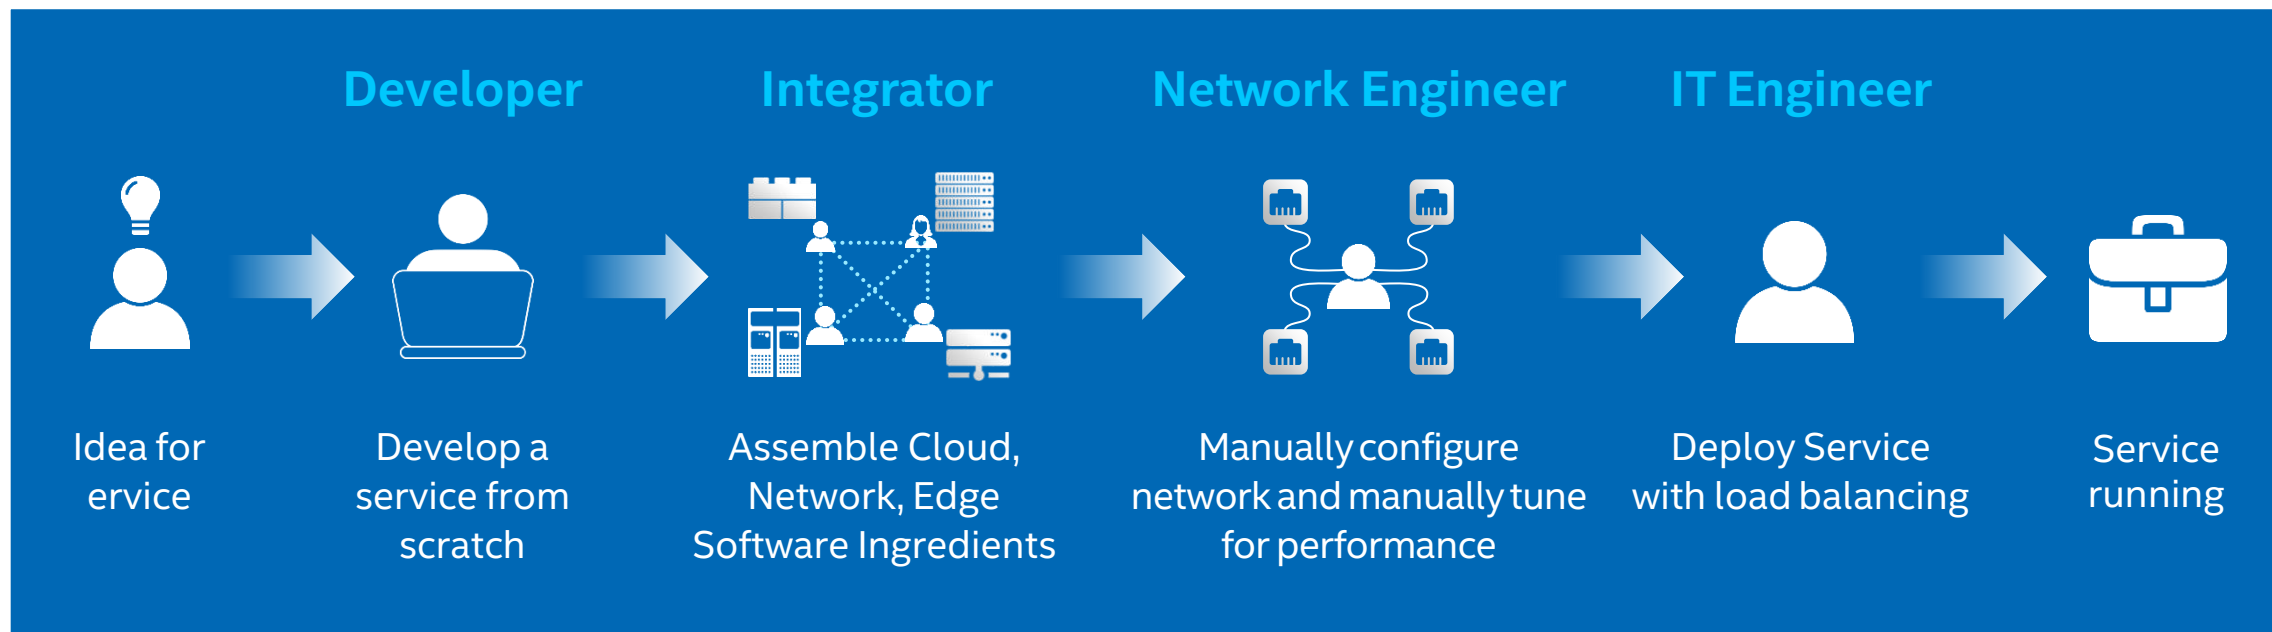 Developer
Integrator
Network Engineer
IT Engineer
Idea for
ervice
Develop a
service from
scratch
Assemble Cloud,
Network, Edge
Software Ingredients
Manually configure
network and manually tune
for performance
Deploy Service
with load balancing
Service
running